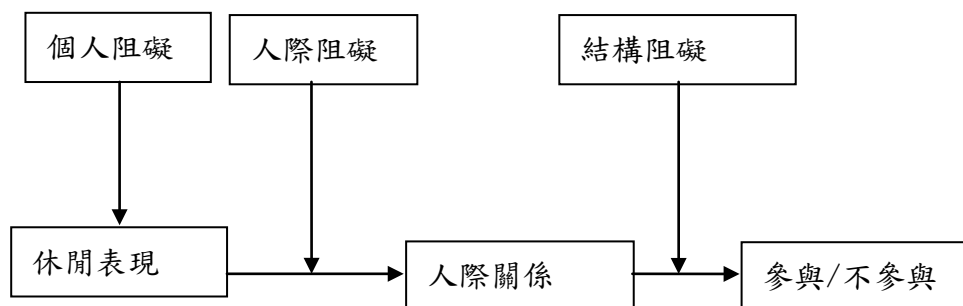 個人阻礙
人際阻礙
結構阻礙
休閒表現
人際關係
參與/不參與